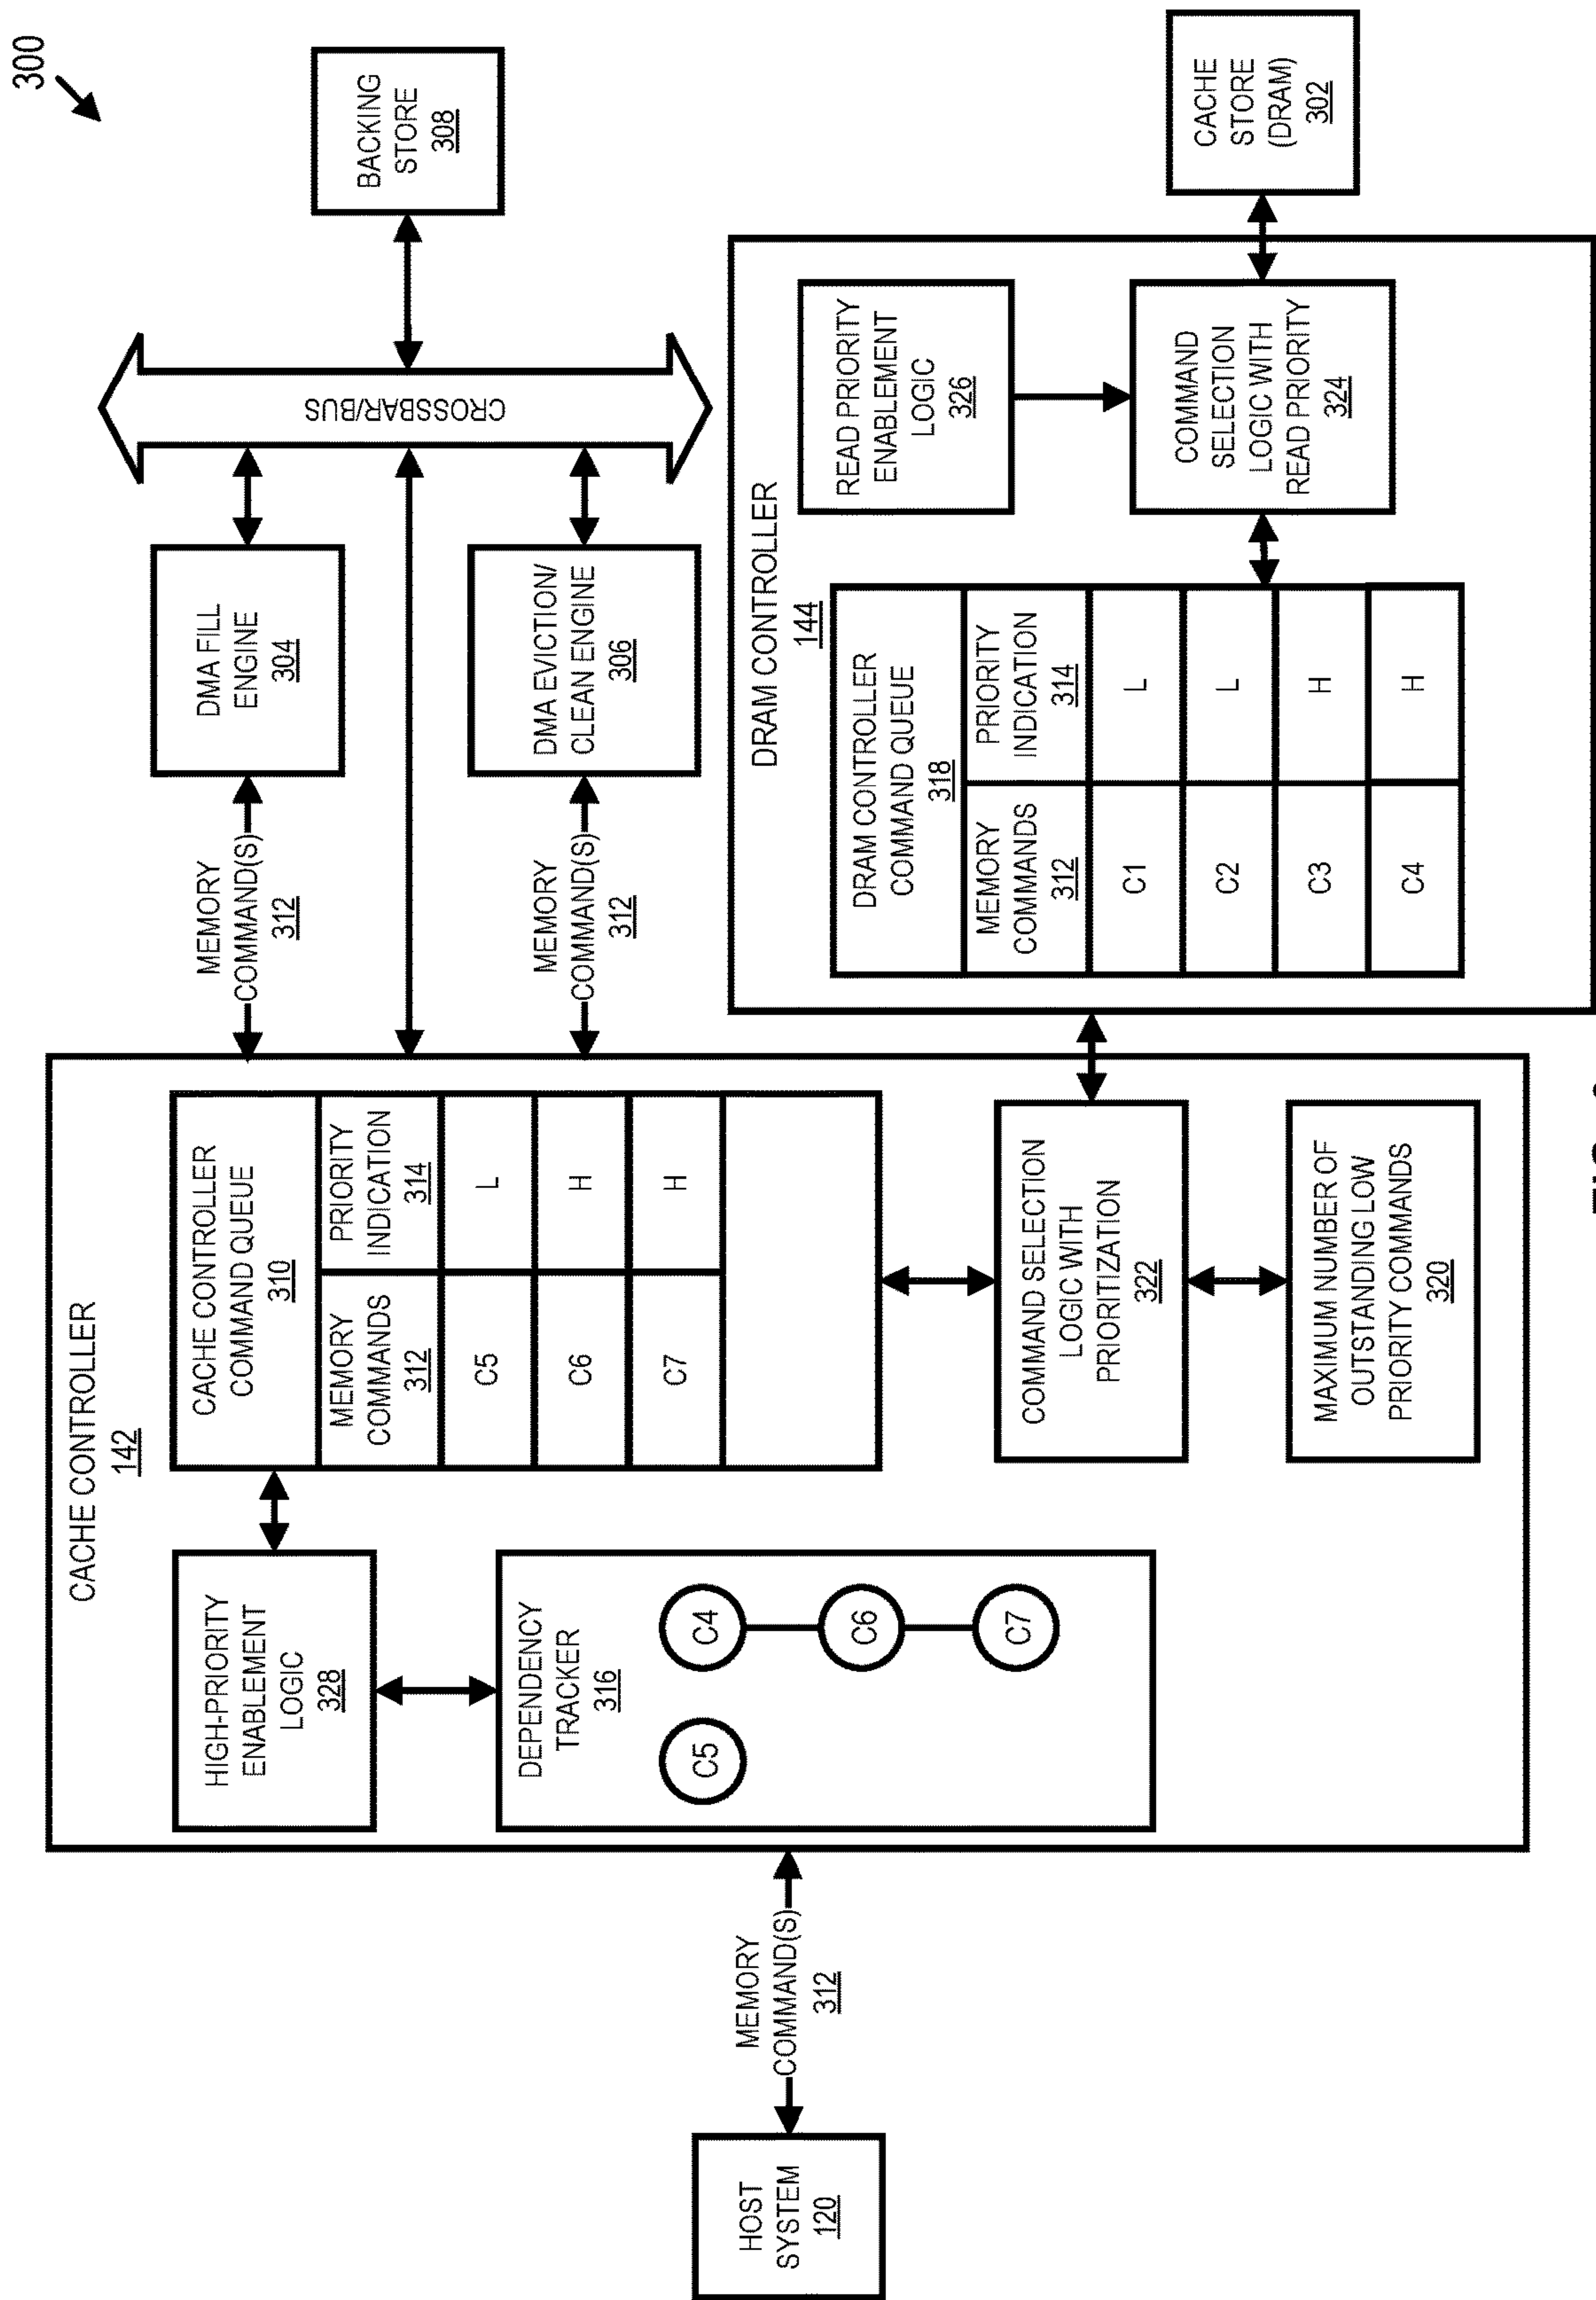 300
HOST
SYSTEM
120
MEMORY
COMMAND(S)
312
CACHE CONTROLLER
142
HIGH-PRIORITY
ENABLEMENT
LOGIC
328
DEPENDENCY
TRACKER
316
C5
C4
C6
C7
CACHE CONTROLLER
COMMAND QUEUE
310
MEMORY
COMMANDS
312
PRIORITY
INDICATION
314
C5
L
C6
H
C7
H
COMMAND SELECTION
LOGIC WITH
PRIORITIZATION
322
MAXIMUM NUMBER OF
OUTSTANDING LOW
PRIORITY COMMANDS
320
MEMORY
COMMAND(S)
312
MEMORY
COMMAND(S)
312
DMA FILL
ENGINE
304
DMA EVICTION/
CLEAN ENGINE
306
CROSSBAR/BUS
BACKING
STORE
308
DRAM CONTROLLER
144
DRAM CONTROLLER
COMMAND QUEUE
318
MEMORY
COMMANDS
312
PRIORITY
INDICATION
314
C1
L
C2
L
C3
H
C4
H
READ PRIORITY
ENABLEMENT
LOGIC
326
COMMAND
SELECTION
LOGIC WITH
READ PRIORITY
324
CACHE
STORE
(DRAM)
302